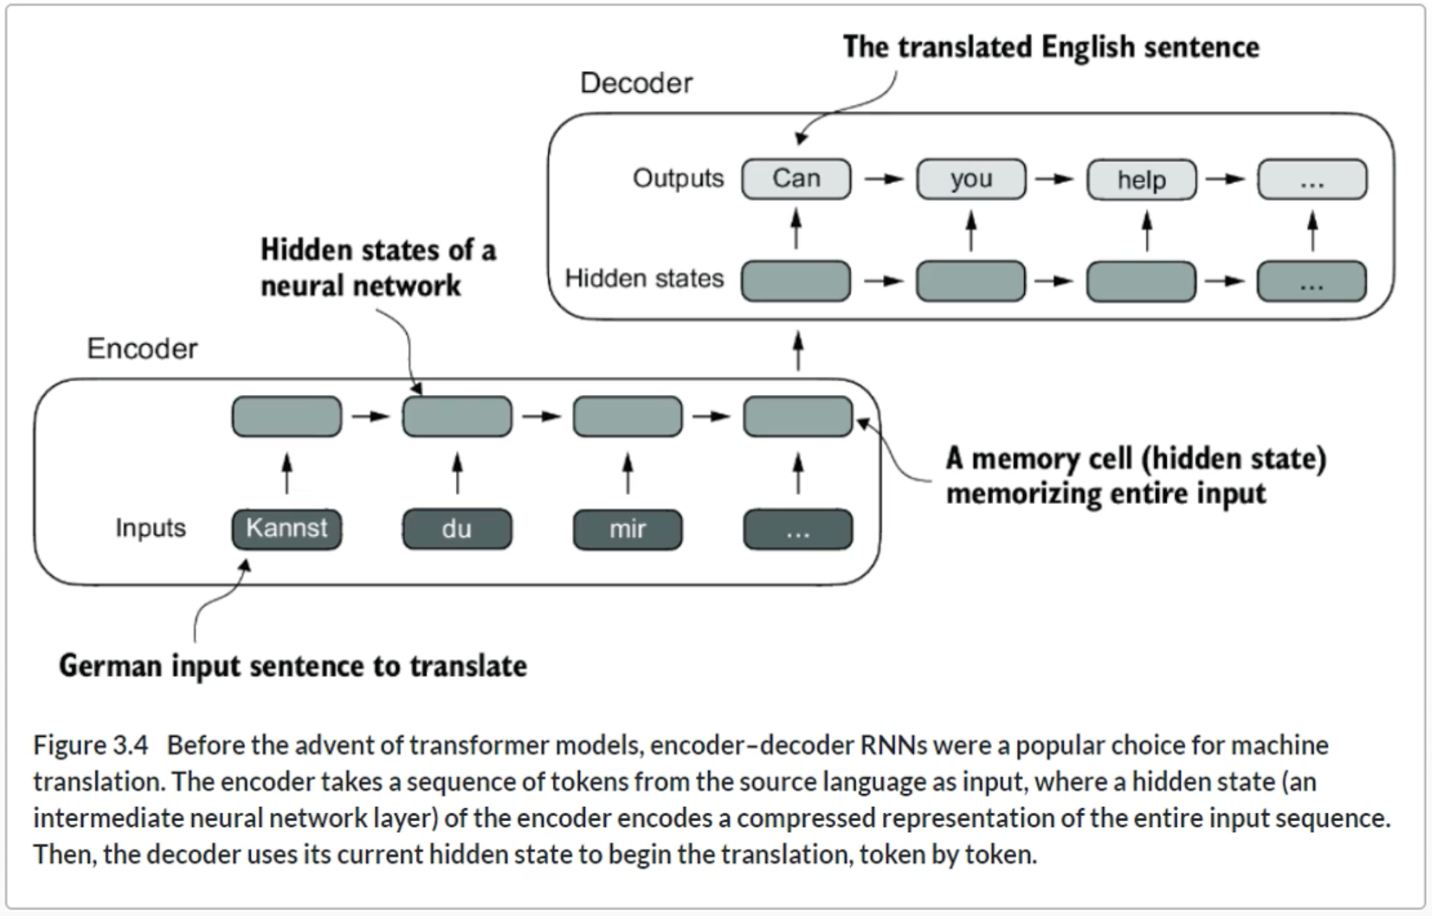 The translated English sentence
Decoder
Outputs Can you help ...
Hidden states of a
neural network
Hidden states ...
Encoder
A memory cell (hidden state)
memorizing entire input
Inputs Kannst du mir ...
German input sentence to translate
Figure 3.4 Before the advent of transformer models, encoder–decoder RNNs were a popular choice for machine
translation. The encoder takes a sequence of tokens from the source language as input, where a hidden state (an
intermediate neural network layer) of the encoder encodes a compressed representation of the entire input sequence.
Then, the decoder uses its current hidden state to begin the translation, token by token.